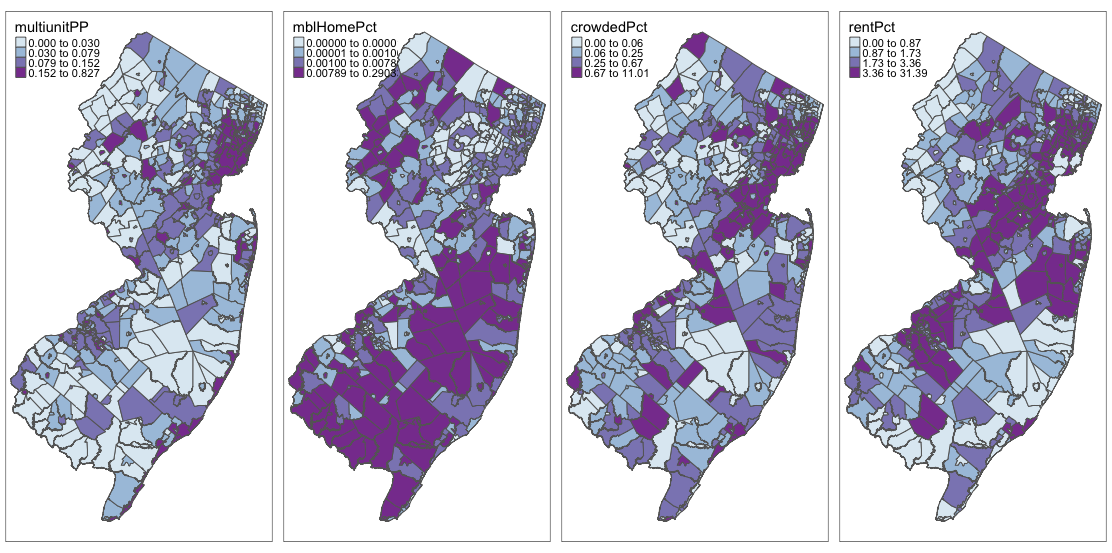 multiunitPP
0.000 to 0.030
0.030 to 0.079
0.079 to 0.152
0.152 to 0.827
mblHomePct
0.00000 to 0.0000
0.00001 to 0.0010
0.00100 to 0.0078
0.00789 to 0.2903
crowdedPct
0.00 to 0.06
0.06 to 0.25
0.25 to 0.67
0.67 to 11.01
rentPct
0.00 to 0.87
0.87 to 1.73
1.73 to 3.36
3.36 to 31.39